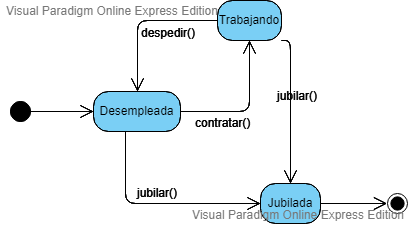 Visual Paradigm Online Express Edition
Trabajando
despedir()
Desempleada
contratar()
jubilar()
jubilar()
Jubilada
Visual Paradigm Online Express Edition